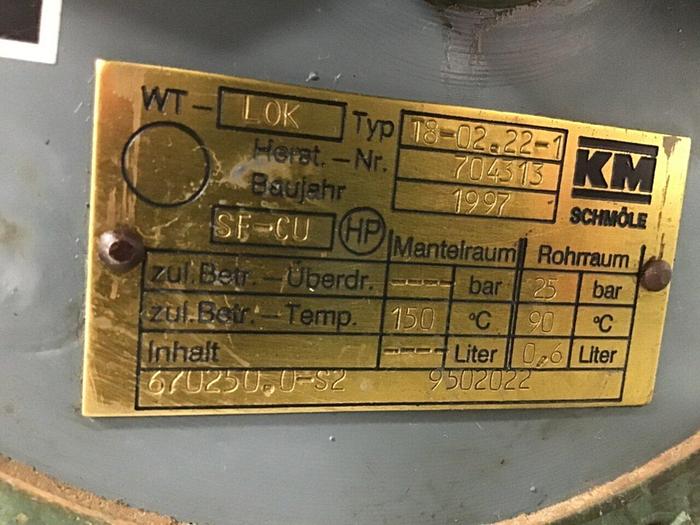 WT- LOK Typ 18-02.22-1
Herst.-Nr. 704313
Baujahr 1997
KM
SCHMÖLE
SF-CU HP Mantelraum Rohrraum
zul. Betr. - Überdr. --- bar 25 bar
zul. Betr. - Temp. 150 °C 90 °C
Inhalt --- Liter 0,6 Liter
670250.0-S2 9502022